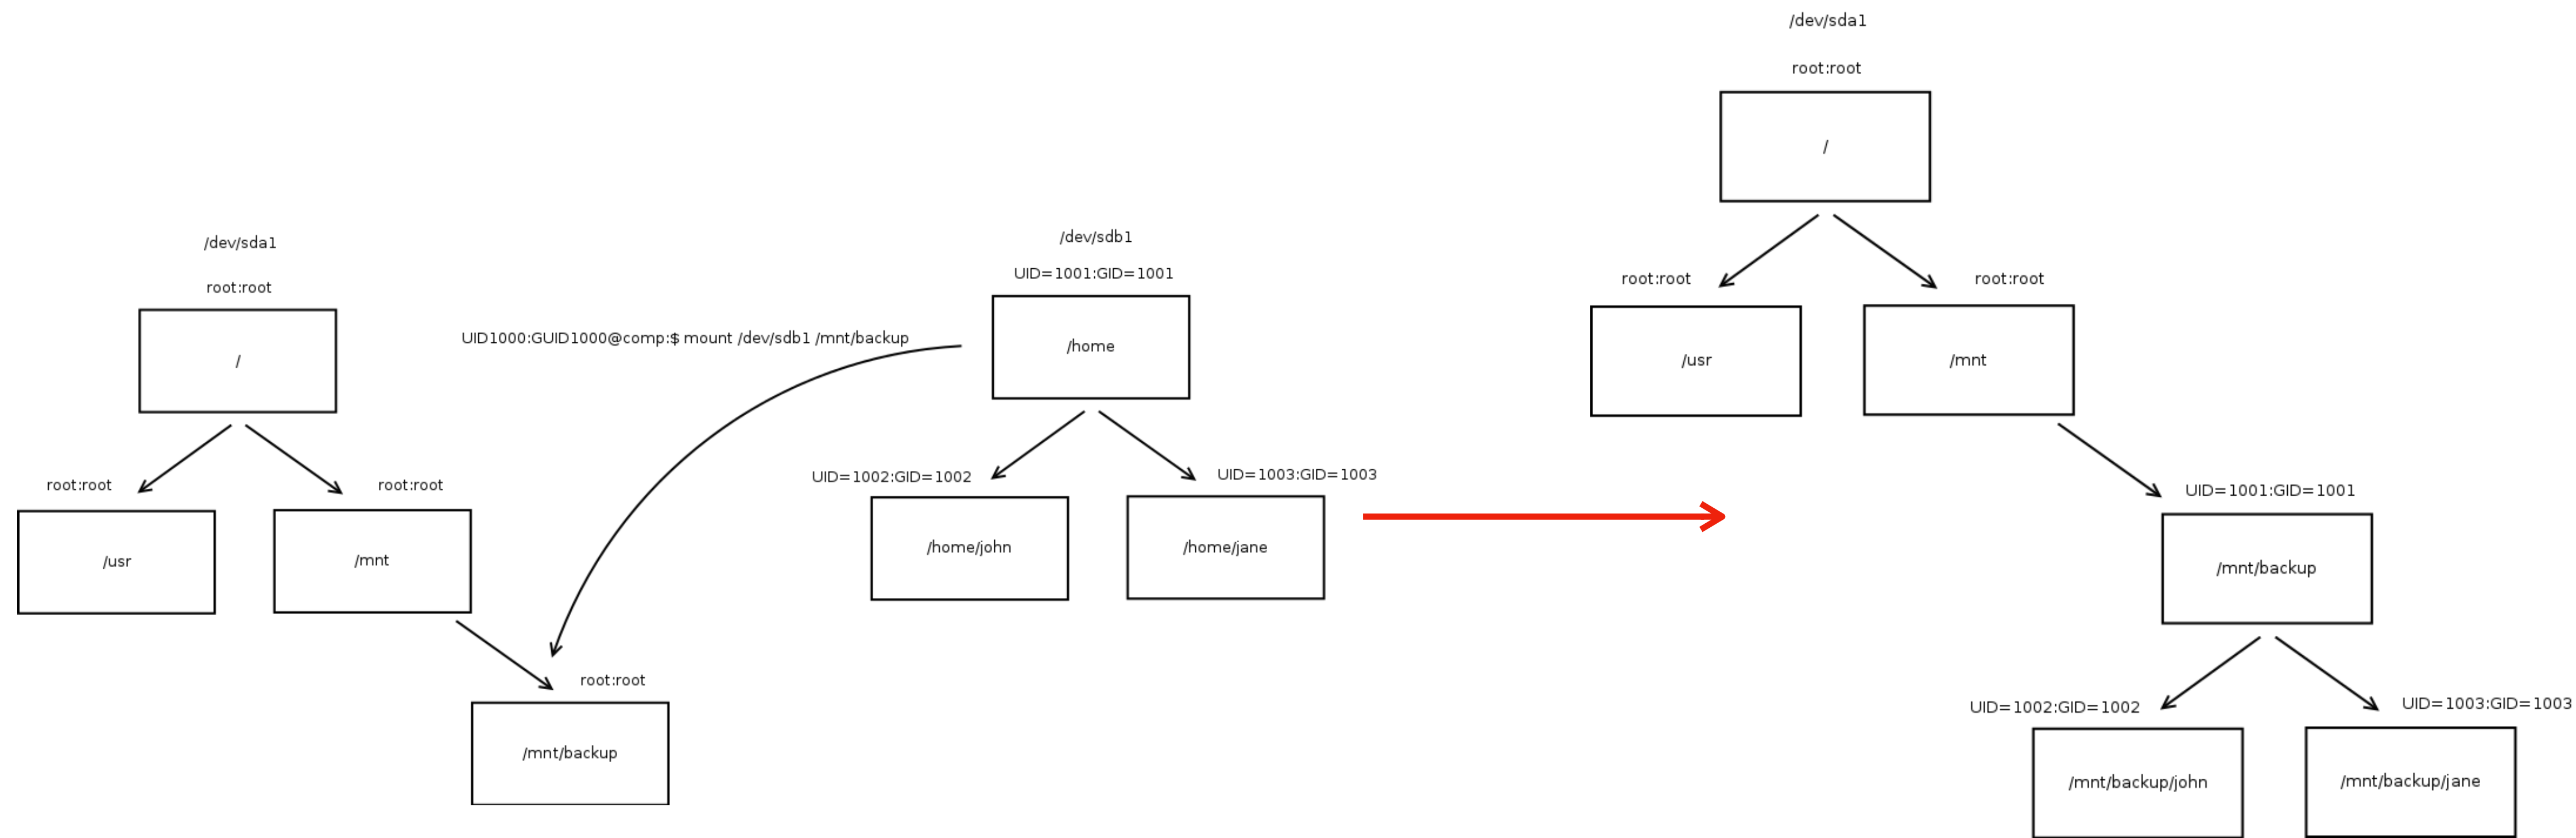 /dev/sda1
root:root
/
root:root
root:root
/usr
/mnt
root:root
/mnt/backup
UID1000:GUID1000@comp:$ mount /dev/sdb1 /mnt/backup
/dev/sdb1
UID=1001:GID=1001
/home
UID=1002:GID=1002
UID=1003:GID=1003
/home/john
/home/jane
/dev/sda1
root:root
/
root:root
root:root
/usr
/mnt
UID=1001:GID=1001
/mnt/backup
UID=1002:GID=1002
UID=1003:GID=1003
/mnt/backup/john
/mnt/backup/jane